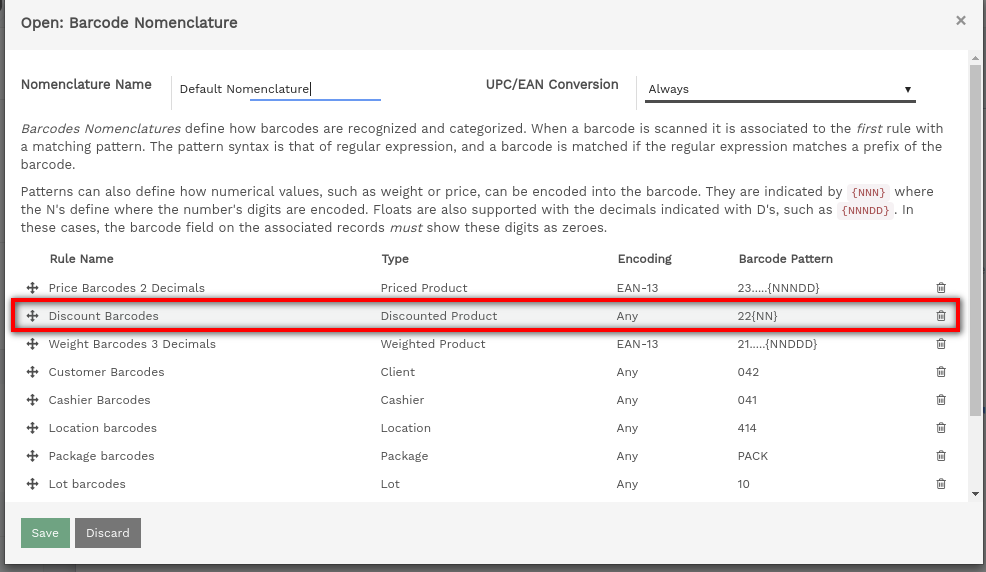 Open: Barcode Nomenclature ×
Nomenclature Name Default Nomenclature UPC/EAN Conversion Always
Barcodes Nomenclatures define how barcodes are recognized and categorized. When a barcode is scanned it is associated to the first rule with
a matching pattern. The pattern syntax is that of regular expression, and a barcode is matched if the regular expression matches a prefix of the
barcode.
Patterns can also define how numerical values, such as weight or price, can be encoded into the barcode. They are indicated by {NNN} where
the N's define where the number's digits are encoded. Floats are also supported with the decimals indicated with D's, such as {NNNDD}. In
these cases, the barcode field on the associated records must show these digits as zeroes.
Rule Name Type Encoding Barcode Pattern
Price Barcodes 2 Decimals Priced Product EAN-13 23.....{NNNDD}
Discount Barcodes Discounted Product Any 22{NN}
Weight Barcodes 3 Decimals Weighted Product EAN-13 21.....{NNDDD}
Customer Barcodes Client Any 042
Cashier Barcodes Cashier Any 041
Location barcodes Location Any 414
Package barcodes Package Any PACK
Lot barcodes Lot Any 10
Save Discard